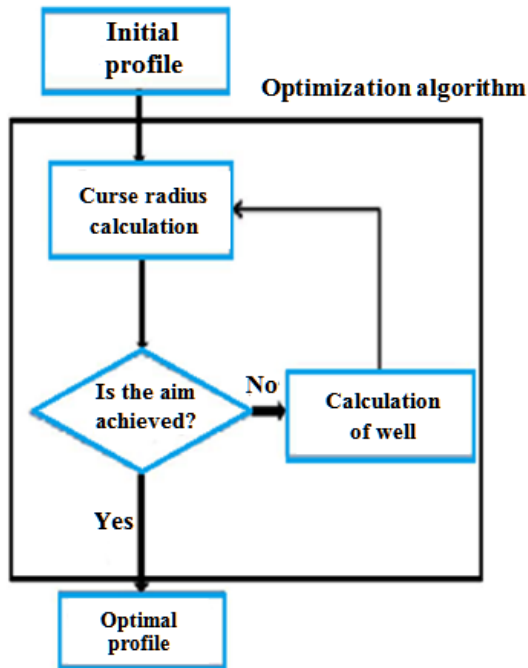 Initial
profile
Optimization algorithm
Curse radius
calculation
Is the aim
achieved?
No
Calculation
of well
Yes
Optimal
profile